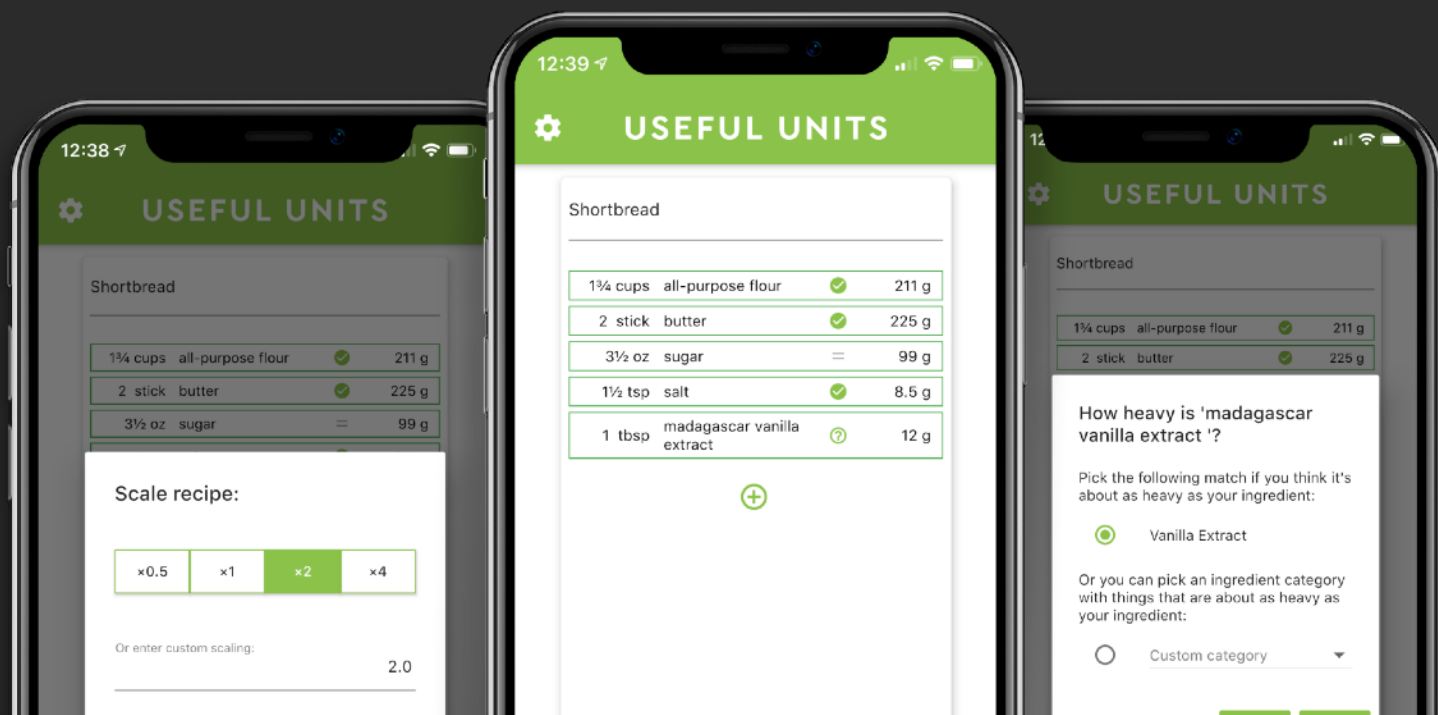 12:38
USEFUL UNITS
Shortbread
1¾ cups all-purpose flour 211 g
2 stick butter 225 g
3½ oz sugar = 99 g
Scale recipe:
×0.5 ×1 ×2 ×4
Or enter custom scaling:
2.0
12:39
USEFUL UNITS
Shortbread
1¾ cups all-purpose flour 211 g
2 stick butter 225 g
3½ oz sugar = 99 g
1½ tsp salt 8.5 g
1 tbsp madagascar vanilla
extract ? 12 g
12
USEFUL UNITS
Shortbread
1¾ cups all-purpose flour 211 g
2 stick butter 225 g
How heavy is 'madagascar
vanilla extract '?
Pick the following match if you think it's
about as heavy as your ingredient:
Vanilla Extract
Or you can pick an ingredient category
with things that are about as heavy as
your ingredient:
Custom category